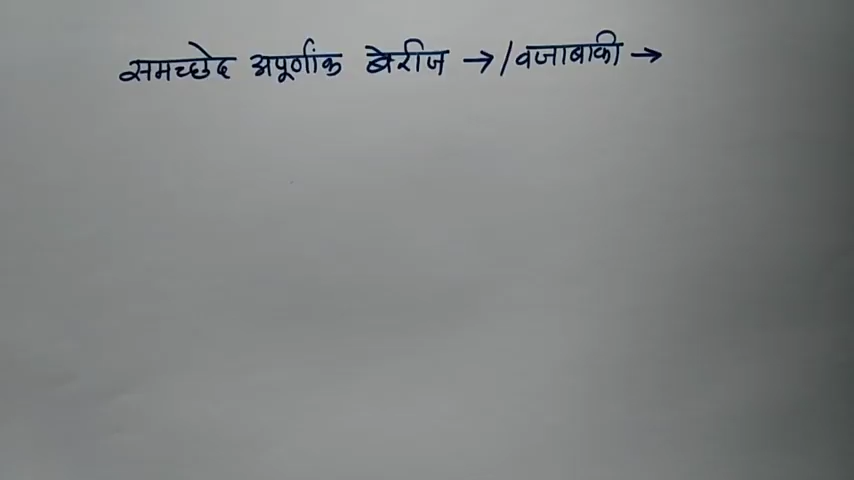 समच्छेद अपूर्णांक बेरीज → / वजाबाकी →